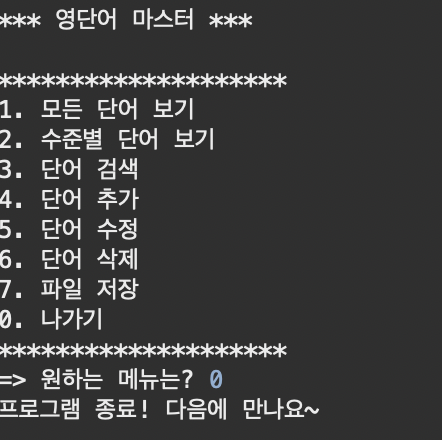 *** 영단어 마스터 ***
********************
1. 모든 단어 보기
2. 수준별 단어 보기
3. 단어 검색
4. 단어 추가
5. 단어 수정
6. 단어 삭제
7. 파일 저장
0. 나가기
********************
=> 원하는 메뉴는? 0
프로그램 종료! 다음에 만나요~